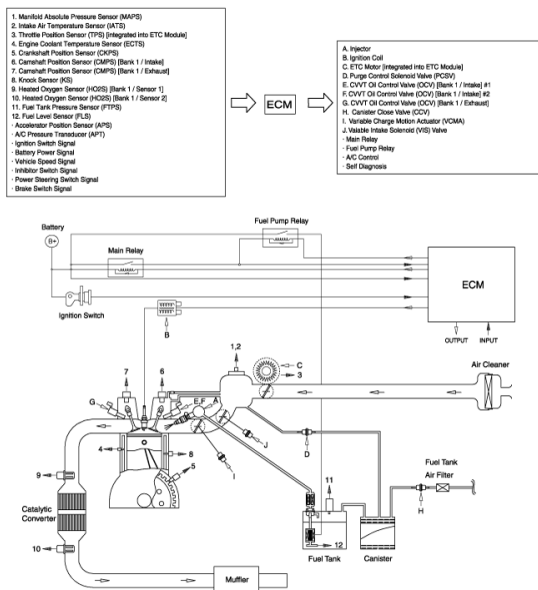 1. Manifold Absolute Pressure Sensor (MAPS)
2. Intake Air Temperature Sensor (IATS)
3. Throttle Position Sensor (TPS) [integrated into ETC Module]
4. Engine Coolant Temperature Sensor (ECTS)
5. Crankshaft Position Sensor (CKPS)
6. Camshaft Position Sensor (CMPS) [Bank 1 / Intake]
7. Camshaft Position Sensor (CMPS) [Bank 1 / Exhaust]
8. Knock Sensor (KS)
9. Heated Oxygen Sensor (HO2S) [Bank 1 / Sensor 1]
10. Heated Oxygen Sensor (HO2S) [Bank 1 / Sensor 2]
11. Fuel Tank Pressure Sensor (FTPS)
12. Fuel Level Sensor (FLS)
· Accelerator Position Sensor (APS)
· A/C Pressure Transducer (APT)
· Ignition Switch Signal
· Battery Power Signal
· Vehicle Speed Signal
· Inhibitor Switch Signal
· Power Steering Switch Signal
· Brake Switch Signal
ECM
A. Injector
B. Ignition Coil
C. ETC Motor [integrated into ETC Module]
D. Purge Control Solenoid Valve (PCSV)
E. CVVT Oil Control Valve (OCV) [Bank 1 / Intake] #1
F. CVVT Oil Control Valve (OCV) [Bank 1 / Intake] #2
G. CVVT Oil Control Valve (OCV) [Bank 1 / Exhaust]
H. Canister Close Valve (CCV)
I. Variable Charge Motion Actuator (VCMA)
J. Vaiable Intake Solenoid (VIS) Valve
· Main Relay
· Fuel Pump Relay
· A/C Control
· Self Diagnosis
Fuel Pump Relay
Battery
B+
Main Relay
ECM
Ignition Switch
B
OUTPUT
INPUT
1,2
C
3
Air Cleaner
7
6
G
E,F
A
J
D
4
8
5
I
11
Fuel Tank
Air Filter
9
H
Catalytic
Converter
10
12
Fuel Tank
Canister
Muffler